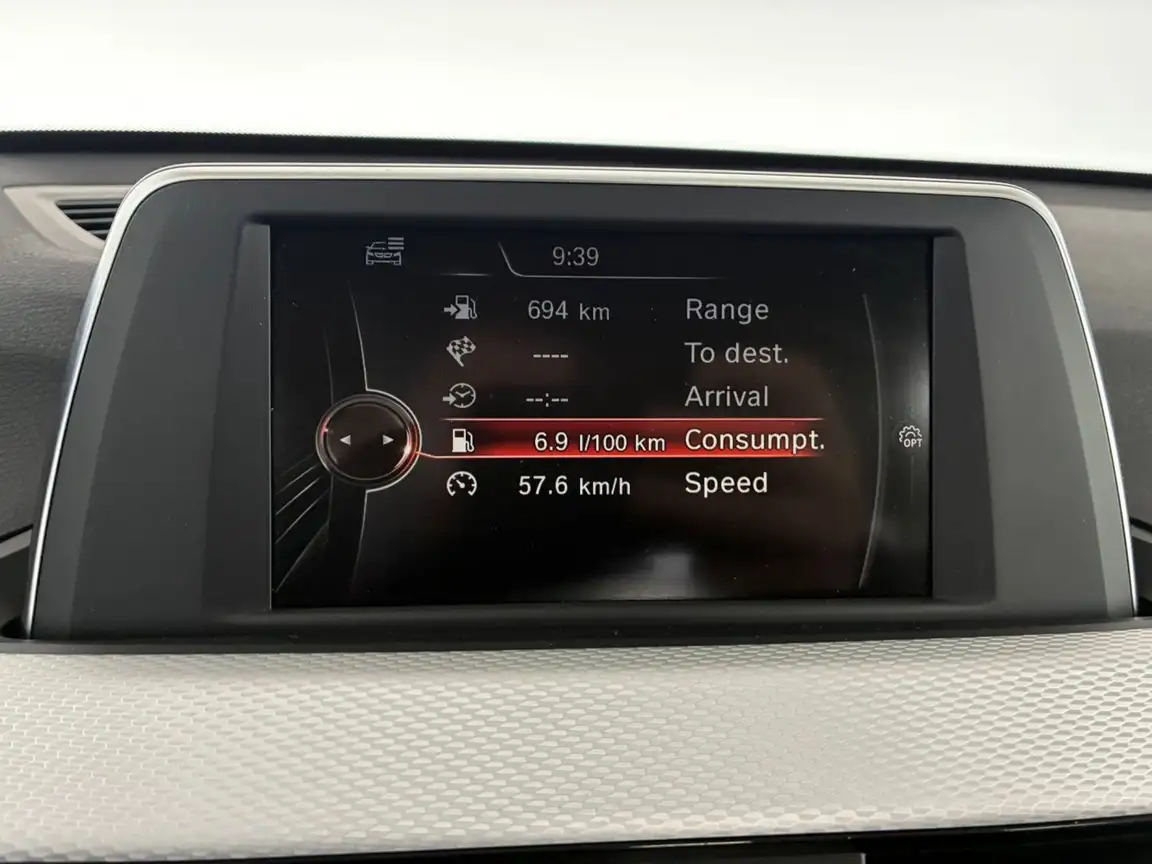 9:39
694 km Range
---- To dest.
--:-- Arrival
6.9 l/100 km Consumpt.
OPT
57.6 km/h Speed